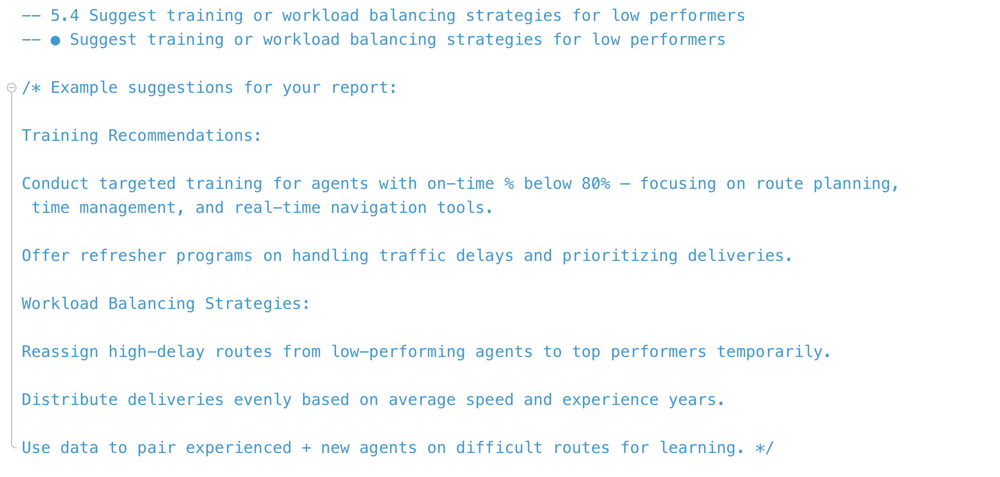 -- 5.4 Suggest training or workload balancing strategies for low performers
-- ● Suggest training or workload balancing strategies for low performers
/* Example suggestions for your report:
Training Recommendations:
Conduct targeted training for agents with on-time % below 80% — focusing on route planning,
time management, and real-time navigation tools.
Offer refresher programs on handling traffic delays and prioritizing deliveries.
Workload Balancing Strategies:
Reassign high-delay routes from low-performing agents to top performers temporarily.
Distribute deliveries evenly based on average speed and experience years.
Use data to pair experienced + new agents on difficult routes for learning. */